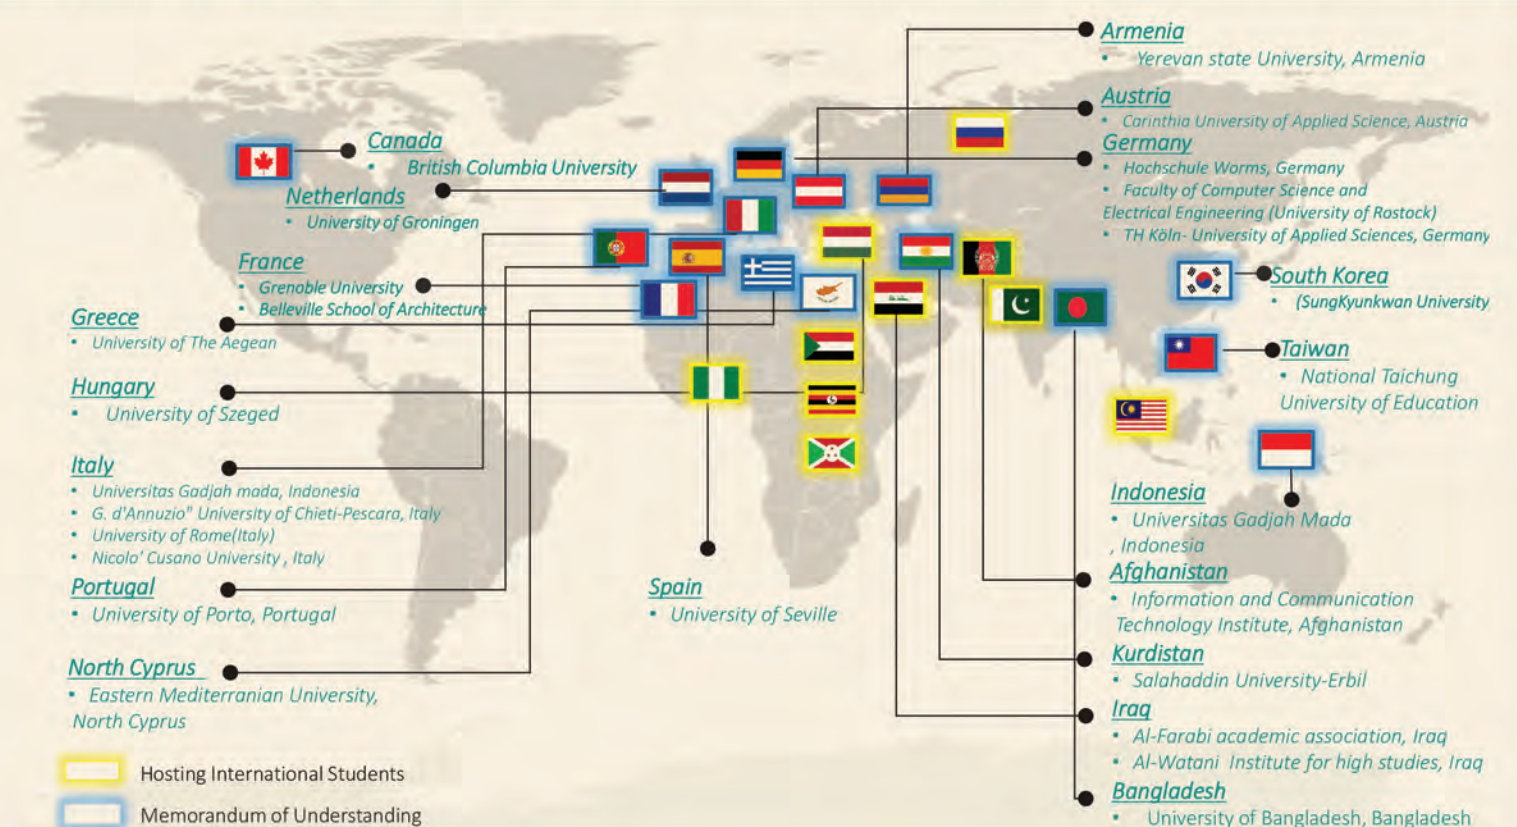 Armenia
• Yerevan state University, Armenia
Austria
• Carinthia University of Applied Science, Austria
Germany
• Hochschule Worms, Germany
• Faculty of Computer Science and
Electrical Engineering (University of Rostock)
• TH Köln- University of Applied Sciences, Germany
Canada
• British Columbia University
Netherlands
• University of Groningen
France
• Grenoble University
• Belleville School of Architecture
Greece
• University of The Aegean
Hungary
• University of Szeged
Italy
• Universitas Gadjah mada, Indonesia
• G. d'Annuzio" University of Chieti-Pescara, Italy
• University of Rome(Italy)
• Nicolo' Cusano University , Italy
Portugal
• University of Porto, Portugal
North Cyprus
• Eastern Mediterranian University,
North Cyprus
Spain
• University of Seville
South Korea
• (SungKyunkwan University
Taiwan
• National Taichung
University of Education
Indonesia
• Universitas Gadjah Mada
, Indonesia
Afghanistan
• Information and Communication
Technology Institute, Afghanistan
Kurdistan
• Salahaddin University-Erbil
Iraq
• Al-Farabi academic association, Iraq
• Al-Watani Institute for high studies, Iraq
Bangladesh
• University of Bangladesh, Bangladesh
Hosting International Students
Memorandum of Understanding